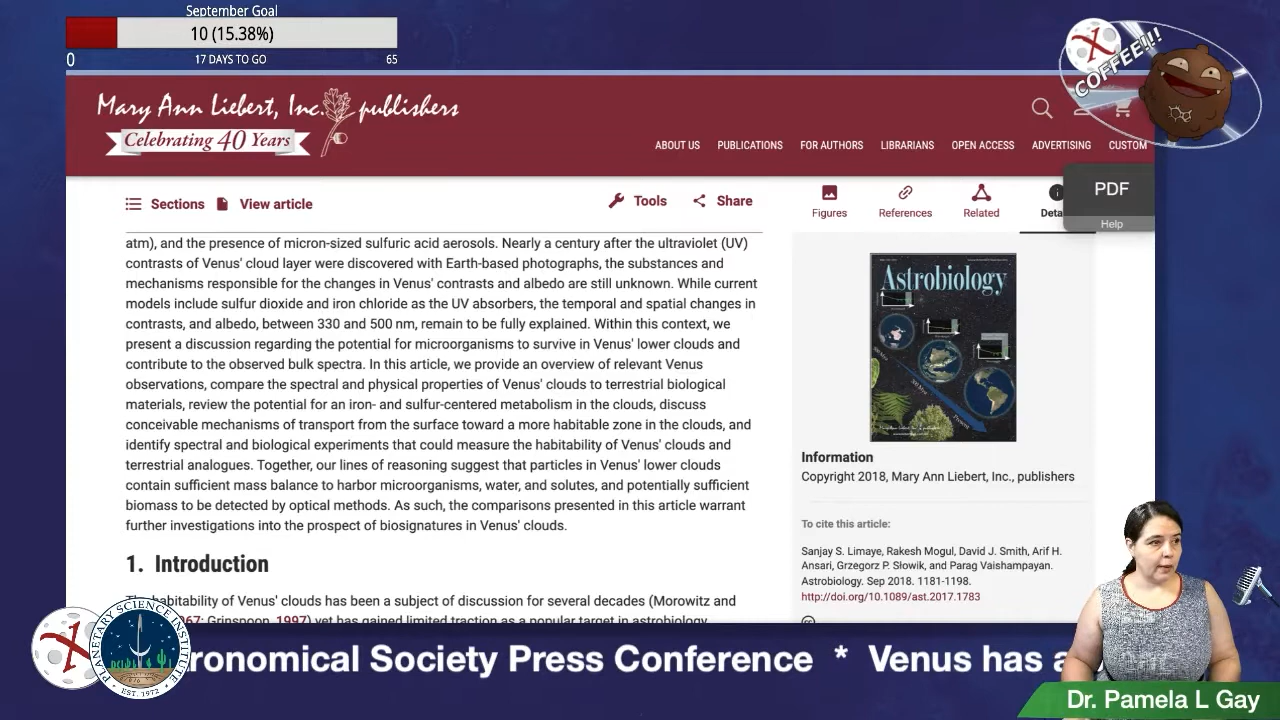 September Goal
10 (15.38%)
0 17 DAYS TO GO 65
COFFEE!!!
Mary Ann Liebert, Inc. publishers
Celebrating 40 Years
ABOUT US PUBLICATIONS FOR AUTHORS LIBRARIANS OPEN ACCESS ADVERTISING CUSTOM
Sections View article Tools Share
Figures References Related Deta
PDF
Help
atm), and the presence of micron-sized sulfuric acid aerosols. Nearly a century after the ultraviolet (UV)
contrasts of Venus' cloud layer were discovered with Earth-based photographs, the substances and
mechanisms responsible for the changes in Venus' contrasts and albedo are still unknown. While current
models include sulfur dioxide and iron chloride as the UV absorbers, the temporal and spatial changes in
contrasts, and albedo, between 330 and 500 nm, remain to be fully explained. Within this context, we
present a discussion regarding the potential for microorganisms to survive in Venus' lower clouds and
contribute to the observed bulk spectra. In this article, we provide an overview of relevant Venus
observations, compare the spectral and physical properties of Venus' clouds to terrestrial biological
materials, review the potential for an iron- and sulfur-centered metabolism in the clouds, discuss
conceivable mechanisms of transport from the surface toward a more habitable zone in the clouds, and
identify spectral and biological experiments that could measure the habitability of Venus' clouds and
terrestrial analogues. Together, our lines of reasoning suggest that particles in Venus' lower clouds
contain sufficient mass balance to harbor microorganisms, water, and solutes, and potentially sufficient
biomass to be detected by optical methods. As such, the comparisons presented in this article warrant
further investigations into the prospect of biosignatures in Venus' clouds.
1. Introduction
habitability of Venus' clouds has been a subject of discussion for several decades (Morowitz and
67; Grinspoon, 1997) yet has gained limited traction as a popular target in astrobiology
Astrobiology
Information
Copyright 2018, Mary Ann Liebert, Inc., publishers
To cite this article:
Sanjay S. Limaye, Rakesh Mogul, David J. Smith, Arif H.
Ansari, Grzegorz P. Słowik, and Parag Vaishampayan.
Astrobiology. Sep 2018. 1181-1198.
http://doi.org/10.1089/ast.2017.1783
PLANETARY SCIENCE INSTITUTE
EST. 1972
ronomical Society Press Conference * Venus has a
Dr. Pamela L Gay